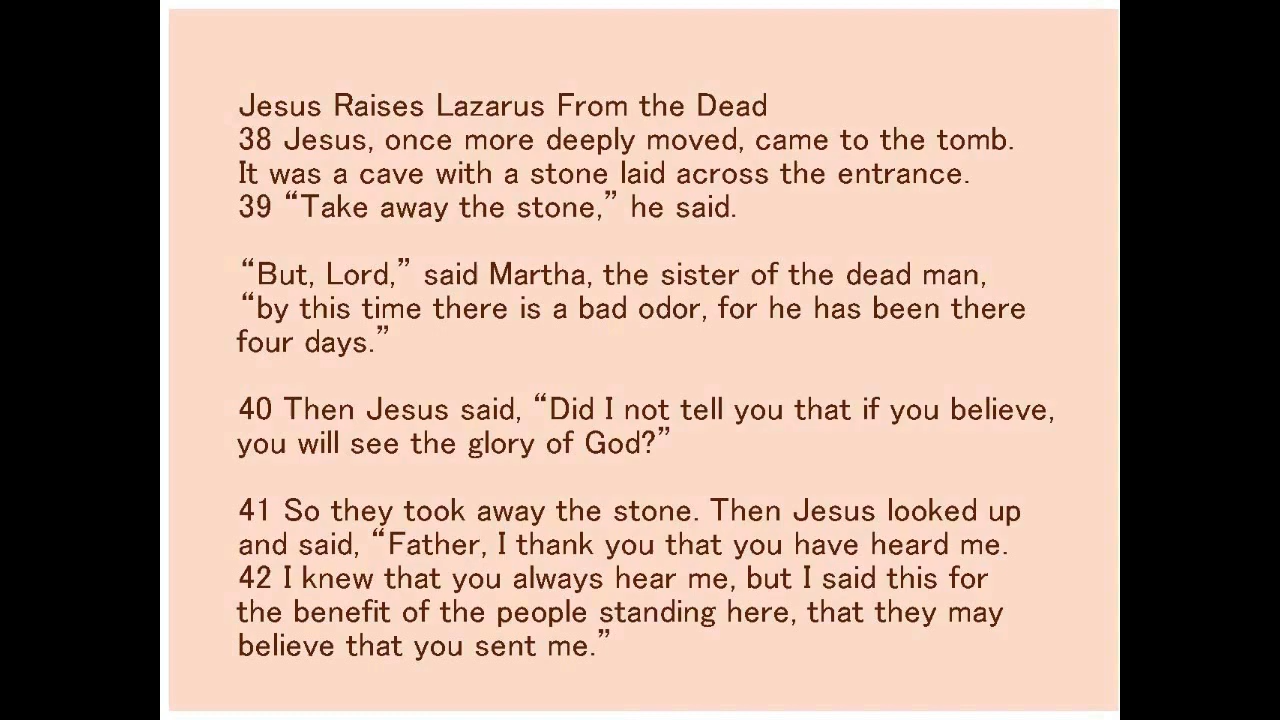 Jesus Raises Lazarus From the Dead
38 Jesus, once more deeply moved, came to the tomb.
It was a cave with a stone laid across the entrance.
39 “Take away the stone,” he said.
“But, Lord,” said Martha, the sister of the dead man,
“by this time there is a bad odor, for he has been there
four days.”
40 Then Jesus said, “Did I not tell you that if you believe,
you will see the glory of God?”
41 So they took away the stone. Then Jesus looked up
and said, “Father, I thank you that you have heard me.
42 I knew that you always hear me, but I said this for
the benefit of the people standing here, that they may
believe that you sent me.”